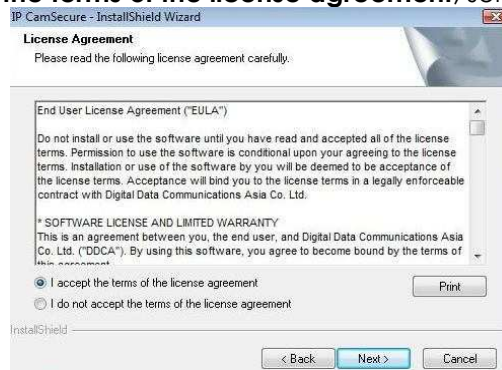 the terms of the license agreement.
IP CamSecure - InstallShield Wizard
License Agreement
Please read the following license agreement carefully.
End User License Agreement ("EULA")
Do not install or use the software until you have read and accepted all of the license
terms. Permission to use the software is conditional upon your agreeing to the license
terms. Installation or use of the software by you will be deemed to be acceptance of
the license terms. Acceptance will bind you to the license terms in a legally enforceable
contract with Digital Data Communications Asia Co. Ltd.
* SOFTWARE LICENSE AND LIMITED WARRANTY
This is an agreement between you, the end user, and Digital Data Communications Asia
Co. Ltd. ("DDCA"). By using this software, you agree to become bound by the terms of
this agreement
I accept the terms of the license agreement
Print
I do not accept the terms of the license agreement
InstallShield
< Back
Next >
Cancel